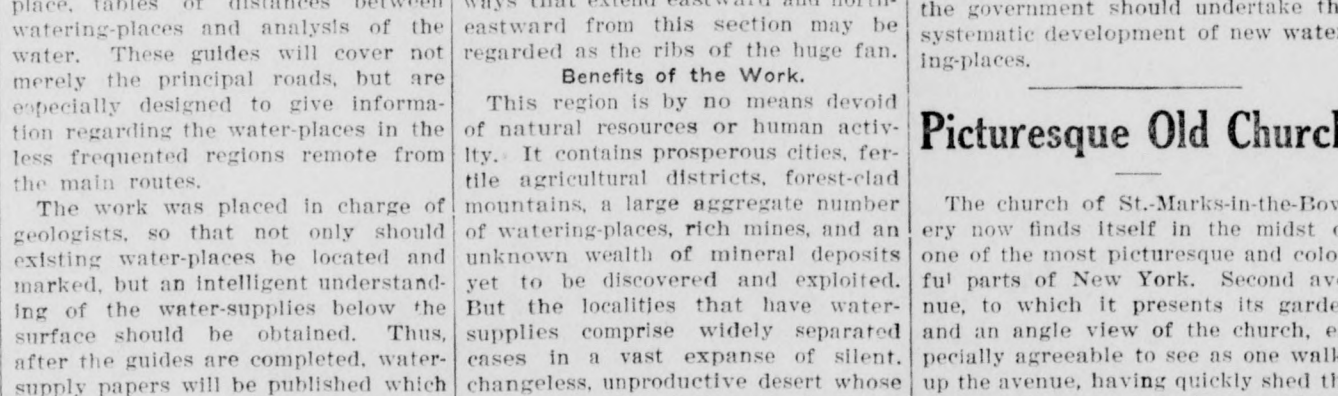 place, tables of distances between
watering-places and analysis of the
water. These guides will cover not
merely the principal roads, but are
especially designed to give informa-
tion regarding the water-places in the
less frequented regions remote from
the main routes.
The work was placed in charge of
geologists, so that not only should
existing water-places be located and
marked, but an intelligent understand-
ing of the water-supplies below the
surface should be obtained. Thus,
after the guides are completed, water-
supply papers will be published which
ways that extend eastward and north-
eastward from this section may be
regarded as the ribs of the huge fan.
Benefits of the Work.
This region is by no means devoid
of natural resources or human activ-
ity. It contains prosperous cities, fer-
tile agricultural districts, forest-clad
mountains, a large aggregate number
of watering-places, rich mines, and an
unknown wealth of mineral deposits
yet to be discovered and exploited.
But the localities that have water-
supplies comprise widely separated
cases in a vast expanse of silent,
changeless, unproductive desert whose
the government should undertake th
systematic development of new wate
ing-places.
Picturesque Old Church
The church of St.-Marks-in-the-Bow
ery now finds itself in the midst
one of the most picturesque and colo
ful parts of New York. Second ave
nue, to which it presents its garde
and an angle view of the church, e
pecially agreeable to see as one walk
up the avenue, having quickly shed th